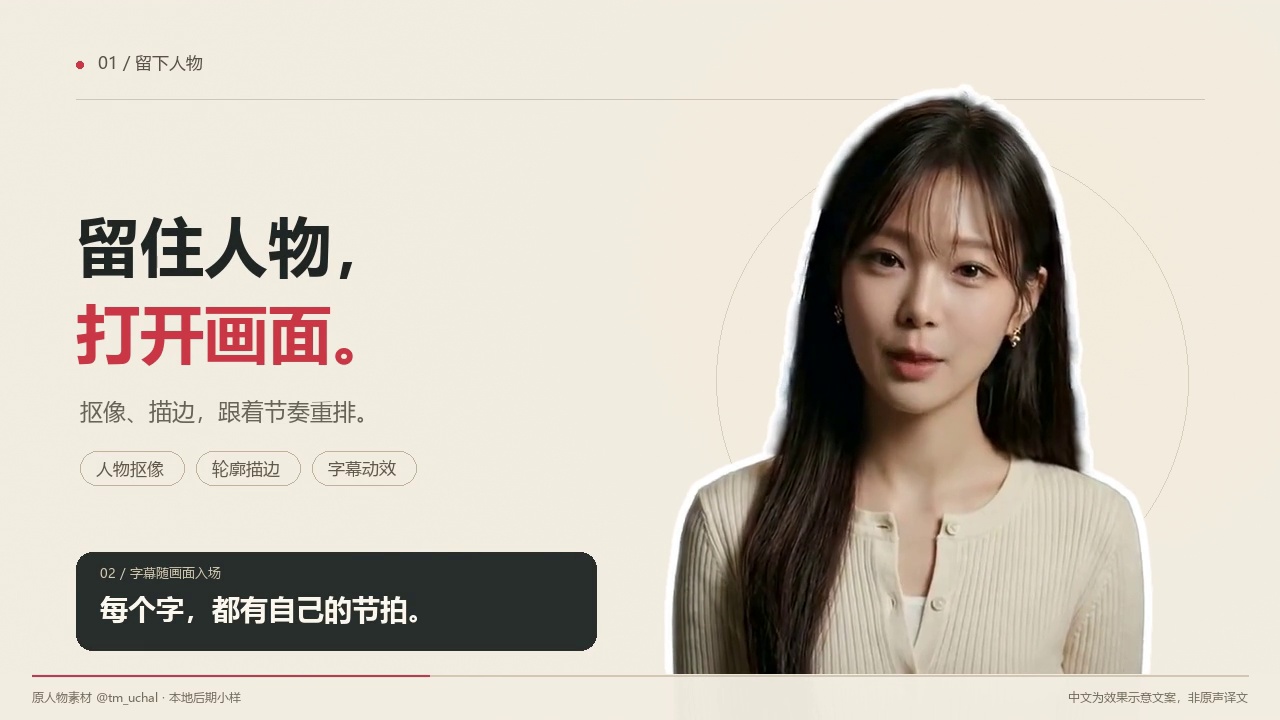 01 / 留下人物
留住人物，
打开画面。
抠像、描边，跟着节奏重排。
人物抠像
轮廓描边
字幕动效
02 / 字幕随画面入场
每个字，都有自己的节拍。
原人物素材 @tm_uchal · 本地后期小样
中文为效果示意文案，非原声译文